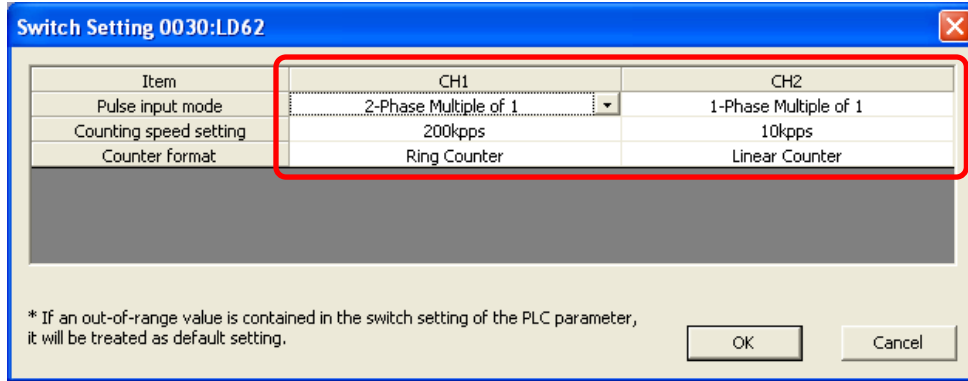 Switch Setting 0030:LD62
Item CH1 CH2
Pulse input mode 2-Phase Multiple of 1 1-Phase Multiple of 1
Counting speed setting 200kpps 10kpps
Counter format Ring Counter Linear Counter
* If an out-of-range value is contained in the switch setting of the PLC parameter,
it will be treated as default setting.
OK Cancel